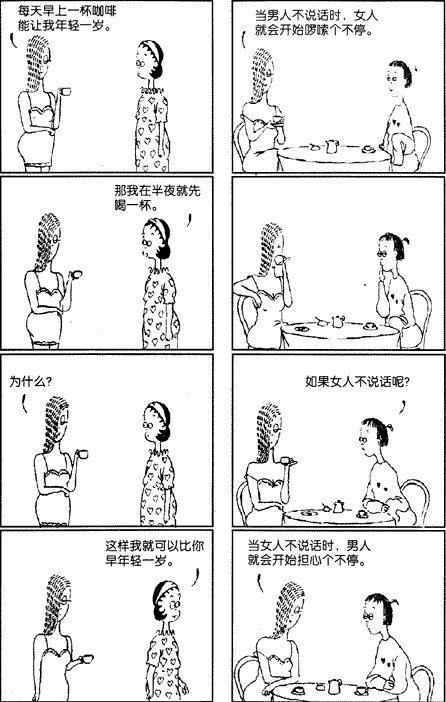 每天早上一杯咖啡
能让我年轻一岁。
那我在半夜就先
喝一杯。
为什么?
这样我就可以比你
早年轻一岁。
当男人不说话时，女人
就会开始啰嗦个不停。
如果女人不说话呢?
当女人不说话时，男人
就会开始担心个不停。